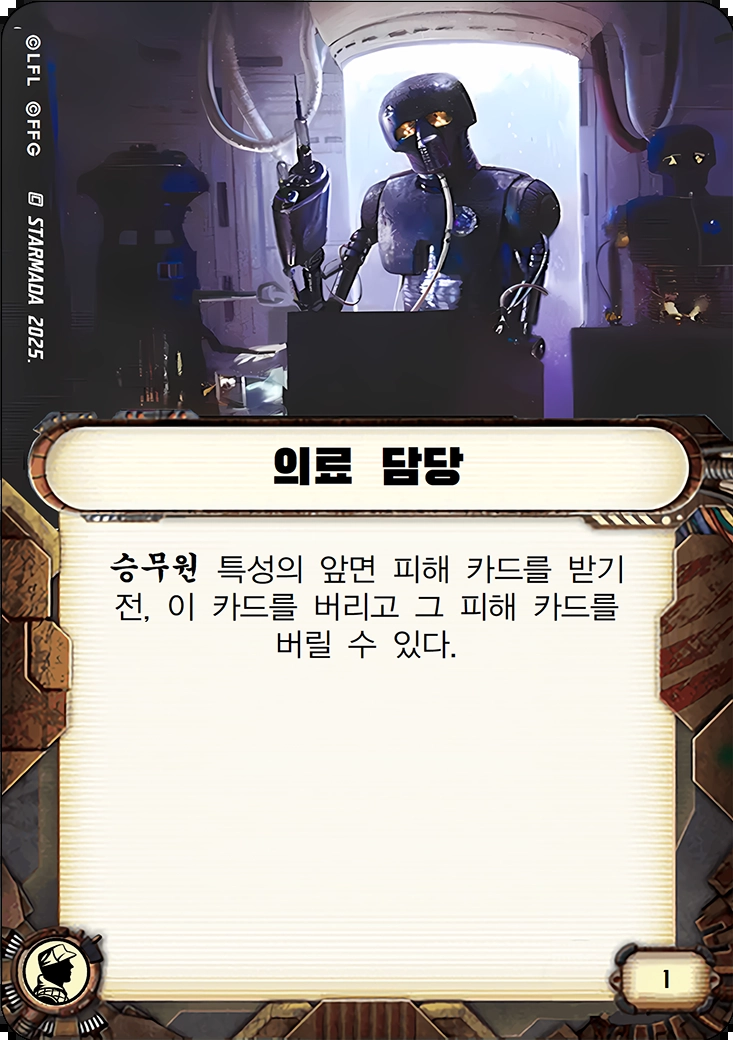 ©LFL ©FFG 🄫 STARMADA 2025.
의료 담당
승무원 특성의 앞면 피해 카드를 받기
전, 이 카드를 버리고 그 피해 카드를
버릴 수 있다.
1